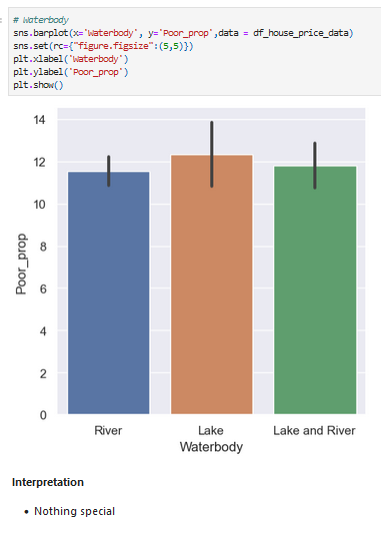 # Waterbody
sns.barplot(x='Waterbody', y='Poor_prop',data = df_house_price_data)
sns.set(rc={"figure.figsize":(5,5)})
plt.xlabel('Waterbody')
plt.ylabel('Poor_prop')
plt.show()
14
12
10
8
6
4
2
0
Poor_prop
River Lake Lake and River
Waterbody
Interpretation
• Nothing special